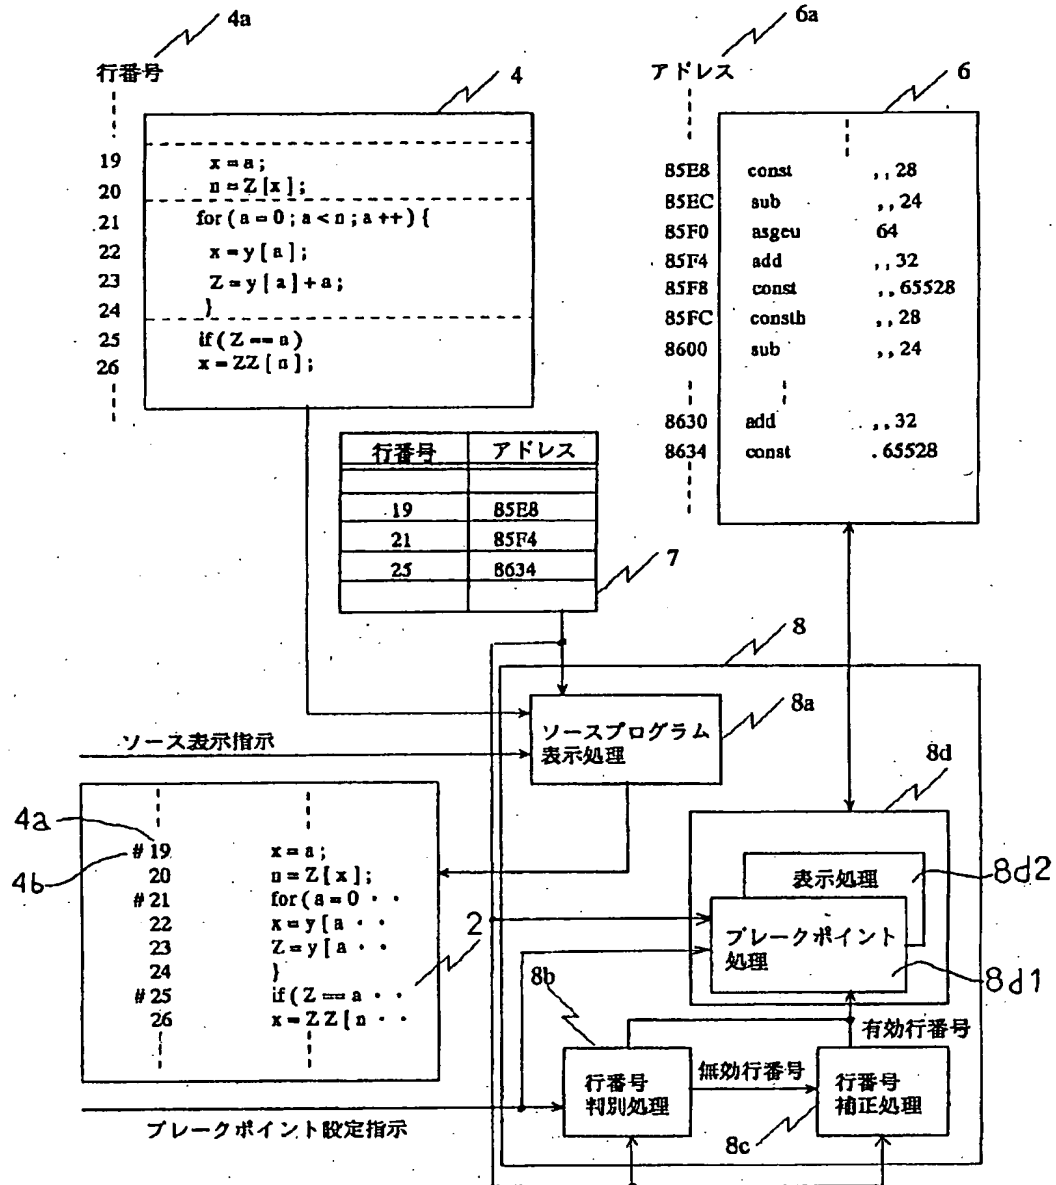 4a
6a
行番号
アドレス
4
6
19 x = a;
20 n = Z[x];
21 for (a = 0; a < n; a ++) {
22 x = y[a];
23 Z = y[a] + a;
24 }
25 if (Z == a)
26 x = ZZ[n];
85E8 const ,,28
85EC sub ,,24
85F0 asgeu 64
85F4 add ,,32
85F8 const ,,65528
85FC consth ,,28
8600 sub ,,24
8630 add ,,32
8634 const .65528
行番号 アドレス
19 85E8
21 85F4
25 8634
7
8
8a
ソースプログラム
表示処理
ソース表示指示
8d
4a
4b
#19 x = a;
20 n = Z[x];
#21 for (a = 0 ・・
22 x = y[a ・・
23 Z = y[a ・・
24 }
#25 if (Z == a ・・
26 x = ZZ[n ・・
2
表示処理
8d2
ブレークポイント
処理
8d1
8b
有効行番号
行番号
判別処理
無効行番号
行番号
補正処理
8c
ブレークポイント設定指示